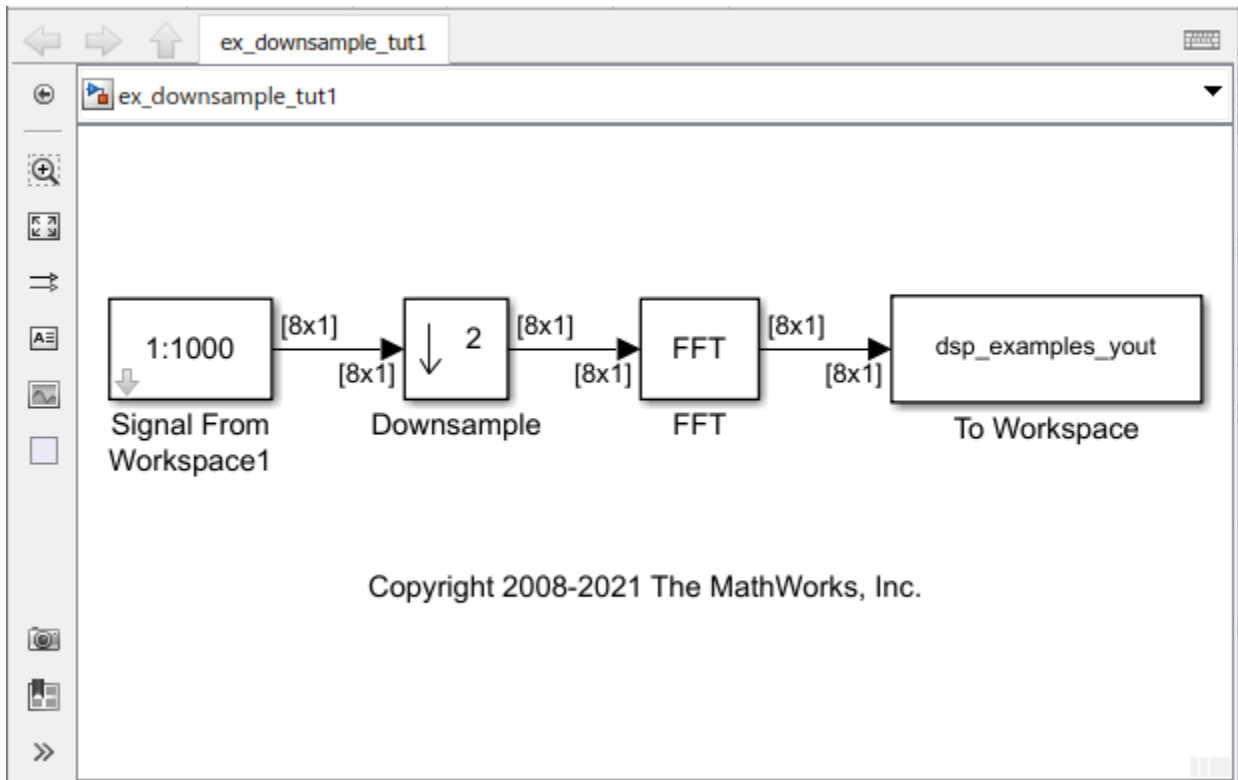 ex_downsample_tut1
ex_downsample_tut1
1:1000
[8x1]
[8x1]
2
[8x1]
[8x1]
FFT
[8x1]
[8x1]
dsp_examples_yout
Signal From
Workspace1
Downsample
FFT
To Workspace
Copyright 2008-2021 The MathWorks, Inc.
A